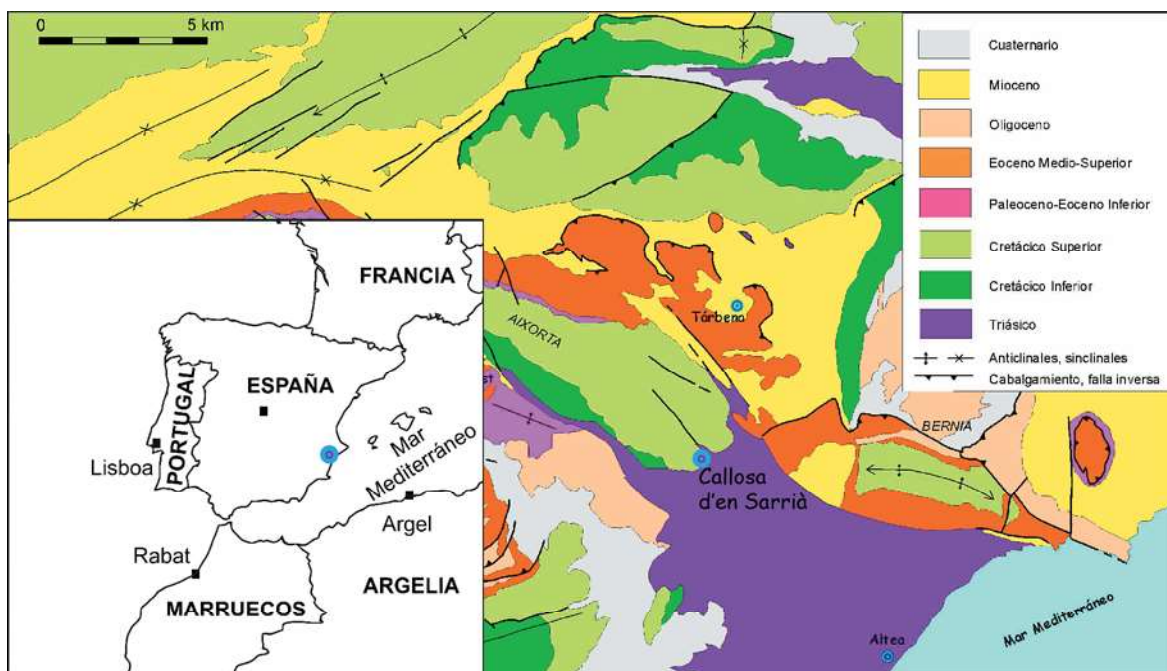 0 5 km
Cuaternario
Mioceno
Oligoceno
Eoceno Medio-Superior
Paleoceno-Eoceno Inferior
Cretácico Superior
Cretácico Inferior
Triásico
Anticlinales, sinclinales
Cabalgamiento, falla inversa
AIXORTA
Tárbena
BERNIA
Callosa
d'en Sarrià
Altea
Mar Mediterráneo
FRANCIA
ESPAÑA
PORTUGAL
Lisboa
Mar
Mediterráneo
Argel
Rabat
MARRUECOS
ARGELIA